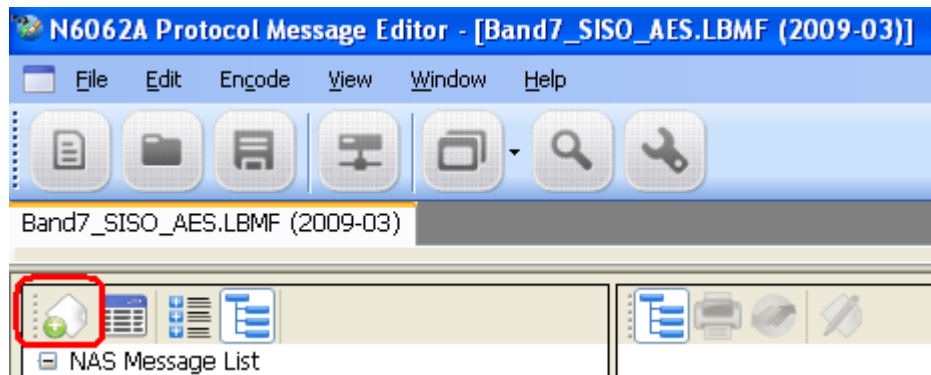 N6062A Protocol Message Editor - [Band7_SISO_AES.LBMF (2009-03)]
File Edit Encode View Window Help
Band7_SISO_AES.LBMF (2009-03)
NAS Message List